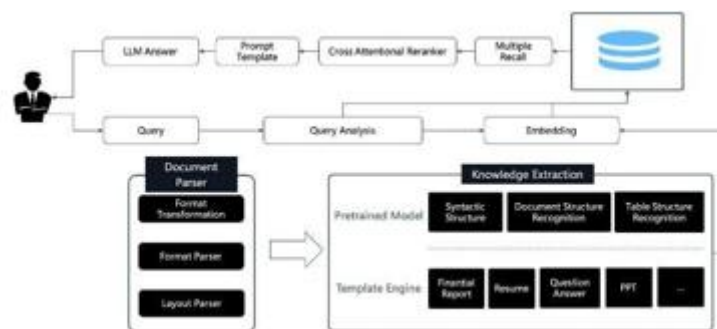 LLM Answer
Prompt
Template
Cross Attentional Reranker
Multiple
Recall
Query
Query Analysis
Embedding
Document
Parser
Format
Transformation
Format Parser
Layout Parser
Knowledge Extraction
Pretrained Model
Syntactic
Structure
Document Structure
Recognition
Table Structure
Recognition
Template Engine
Finantial
Report
Resume
Question
Answer
PPT
...